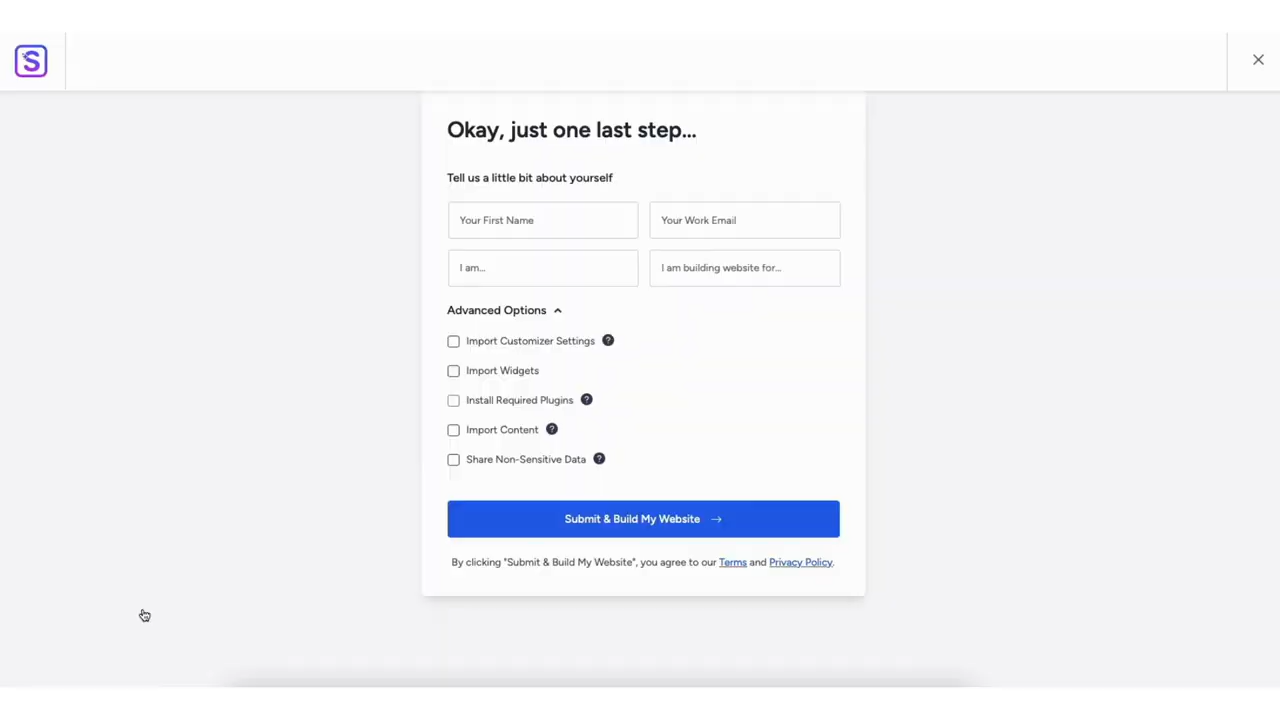 S
Okay, just one last step...
Tell us a little bit about yourself
Your First Name
Your Work Email
I am...
I am building website for...
Advanced Options
Import Customizer Settings ?
Import Widgets
Install Required Plugins ?
Import Content ?
Share Non-Sensitive Data ?
Submit & Build My Website →
By clicking "Submit & Build My Website", you agree to our Terms and Privacy Policy.